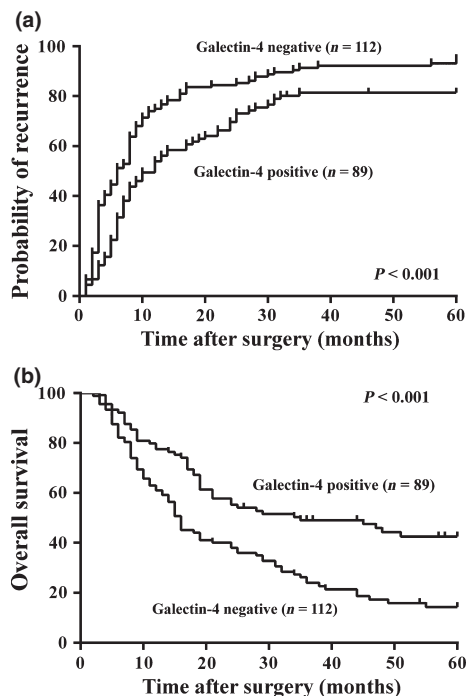 (a)
100
80
60
40
20
0
Probability of recurrence
Galectin-4 negative (n = 112)
Galectin-4 positive (n = 89)
P < 0.001
0 10 20 30 40 50 60
Time after surgery (months)
(b)
100
80
60
40
20
0
Overall survival
P < 0.001
Galectin-4 positive (n = 89)
Galectin-4 negative (n = 112)
0 10 20 30 40 50 60
Time after surgery (months)